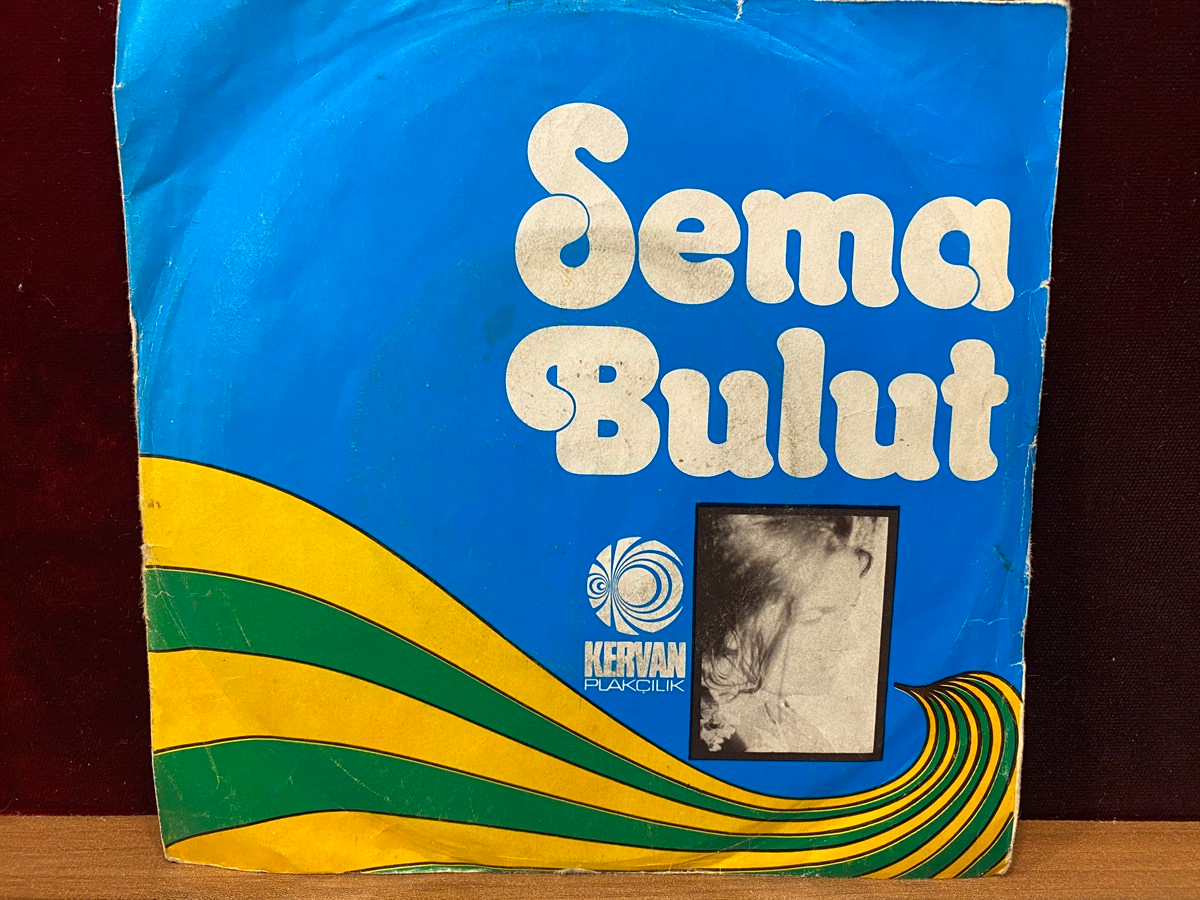 Sema
Bulut
KERVAN
PLAKÇILIK